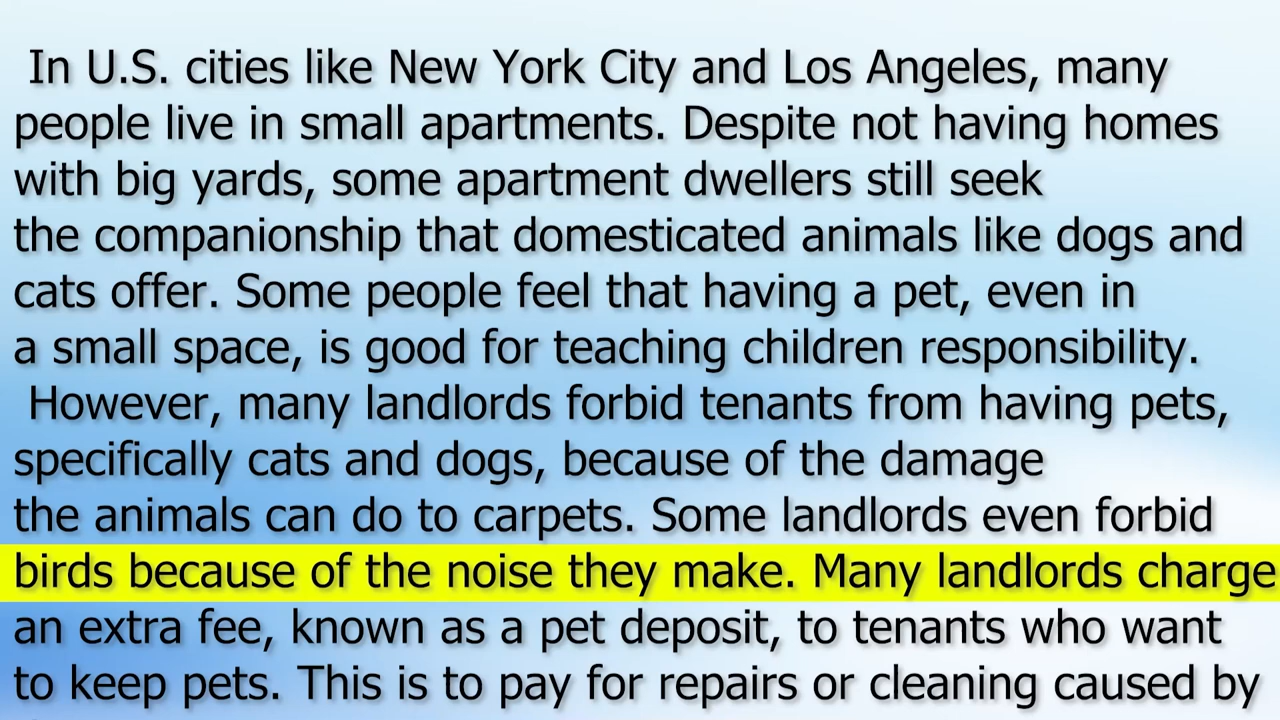 In U.S. cities like New York City and Los Angeles, many
people live in small apartments. Despite not having homes
with big yards, some apartment dwellers still seek
the companionship that domesticated animals like dogs and
cats offer. Some people feel that having a pet, even in
a small space, is good for teaching children responsibility.
However, many landlords forbid tenants from having pets,
specifically cats and dogs, because of the damage
the animals can do to carpets. Some landlords even forbid
birds because of the noise they make. Many landlords charge
an extra fee, known as a pet deposit, to tenants who want
to keep pets. This is to pay for repairs or cleaning caused by